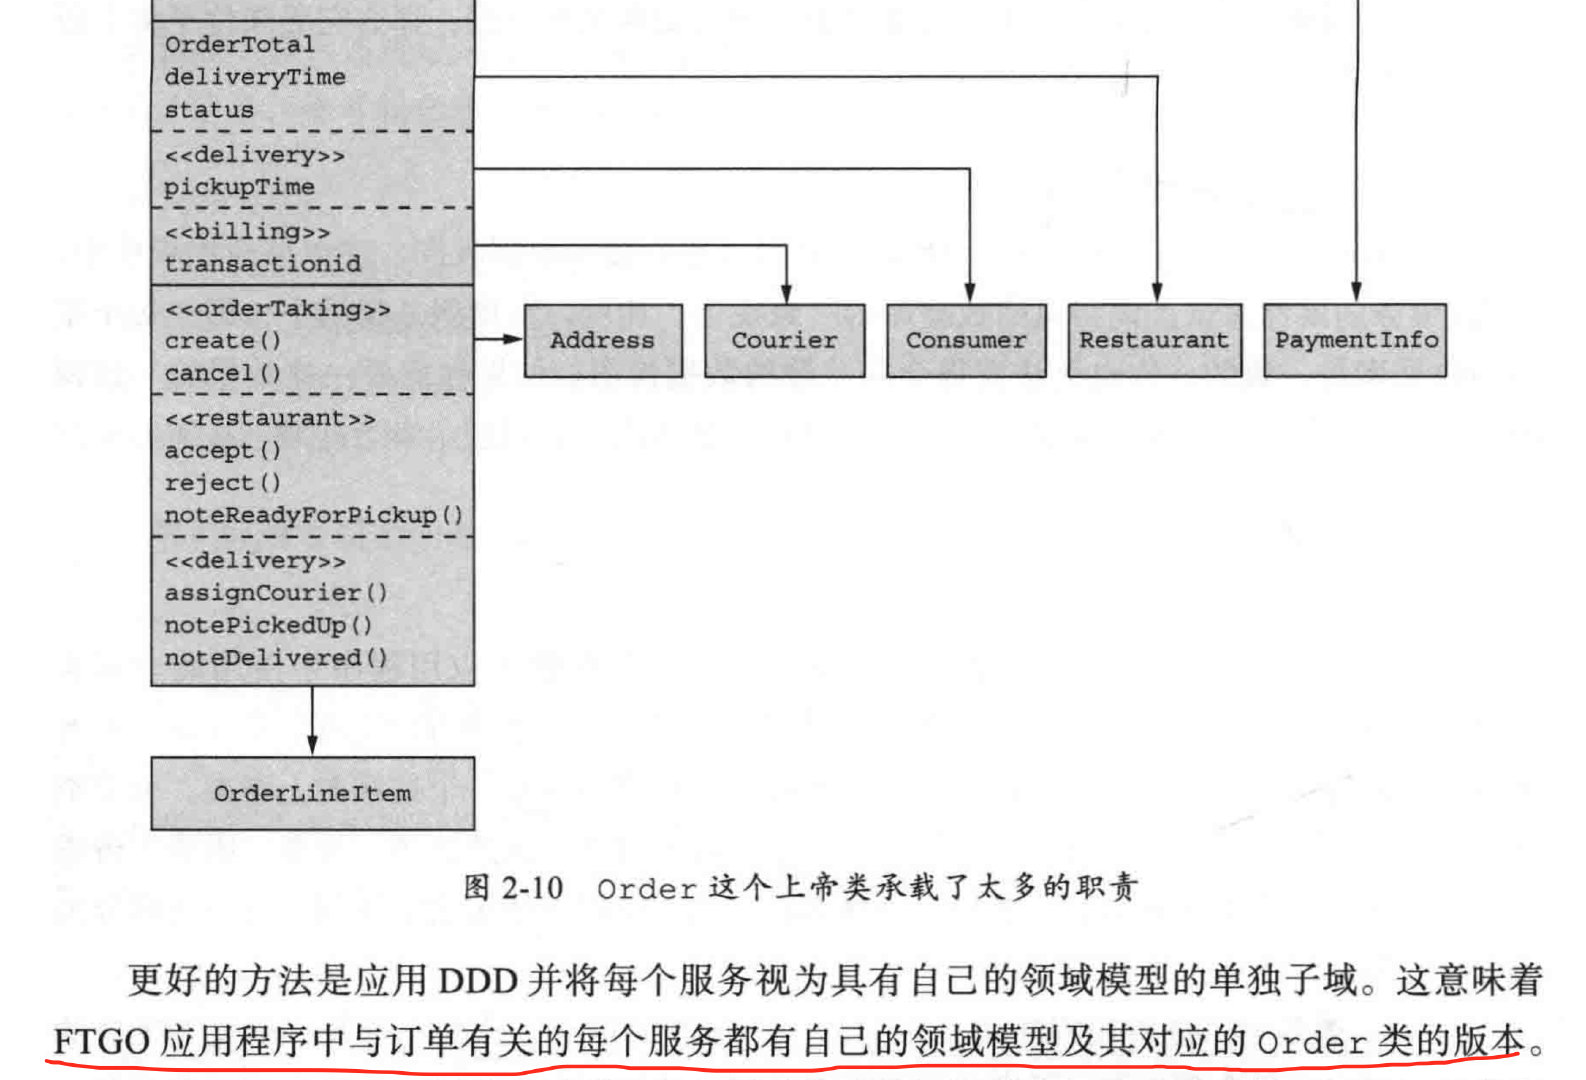 OrderTotal
deliveryTime
status
<<delivery>>
pickupTime
<<billing>>
transactionid
<<orderTaking>>
create()
cancel()
<<restaurant>>
accept()
reject()
noteReadyForPickup()
<<delivery>>
assignCourier()
notePickedUp()
noteDelivered()
Address
Courier
Consumer
Restaurant
PaymentInfo
OrderLineItem
图 2-10 Order 这个上帝类承载了太多的职责
更好的方法是应用 DDD 并将每个服务视为具有自己的领域模型的单独子域。这意味着
FTGO 应用程序中与订单有关的每个服务都有自己的领域模型及其对应的 Order 类的版本。